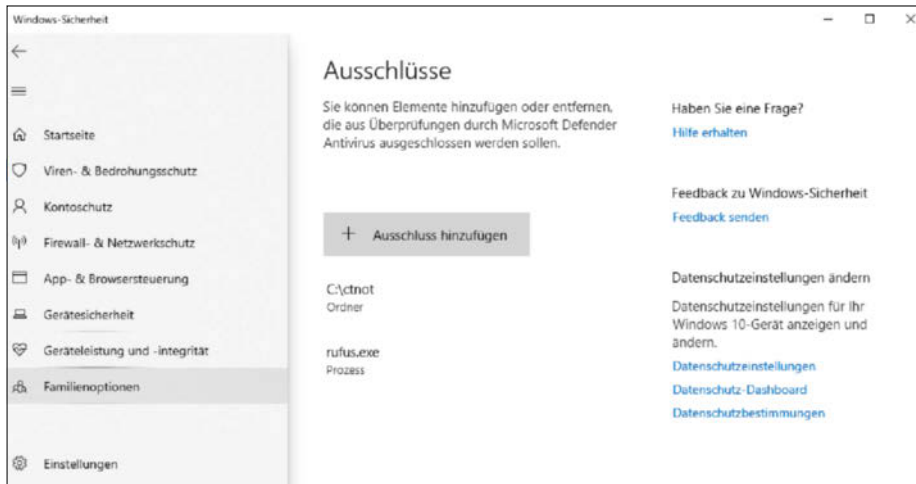 Windows-Sicherheit
Startseite
Viren- & Bedrohungsschutz
Kontoschutz
Firewall- & Netzwerkschutz
App- & Browsersteuerung
Gerätesicherheit
Geräteleistung und -integrität
Familienoptionen
Einstellungen
Ausschlüsse
Sie können Elemente hinzufügen oder entfernen,
die aus Überprüfungen durch Microsoft Defender
Antivirus ausgeschlossen werden sollen.
Ausschluss hinzufügen
C:\ctnot
Ordner
rufus.exe
Prozess
Haben Sie eine Frage?
Hilfe erhalten
Feedback zu Windows-Sicherheit
Feedback senden
Datenschutzeinstellungen ändern
Datenschutzeinstellungen für Ihr
Windows 10-Gerät anzeigen und
ändern.
Datenschutzeinstellungen
Datenschutz-Dashboard
Datenschutzbestimmungen